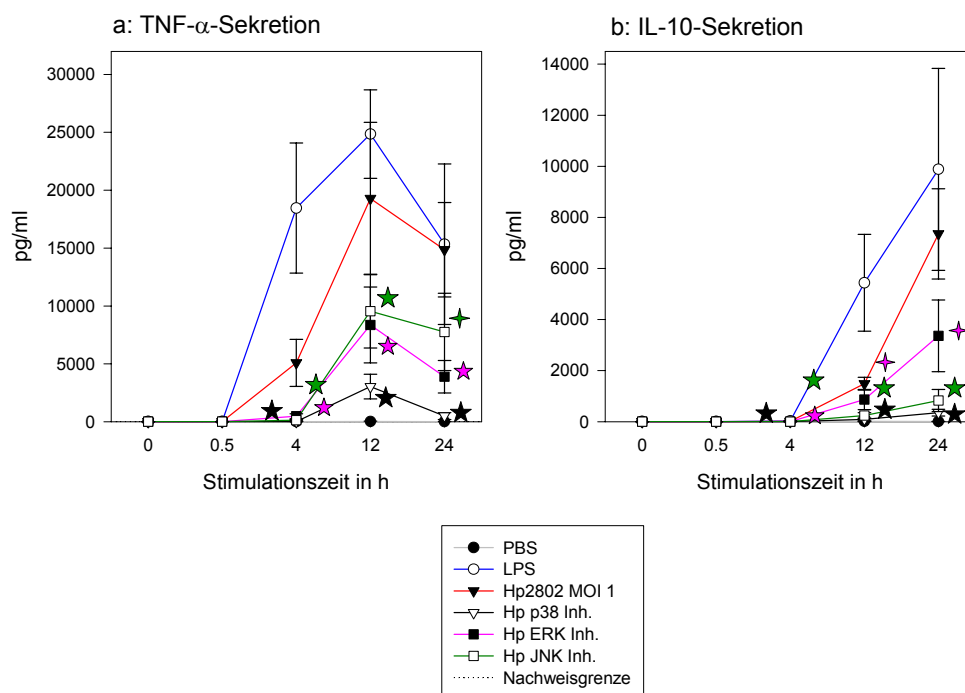 a: TNF-α-Sekretion
pg/ml
30000
25000
20000
15000
10000
5000
0
0 0.5 4 12 24
Stimulationszeit in h
b: IL-10-Sekretion
pg/ml
14000
12000
10000
8000
6000
4000
2000
0
0 0.5 4 12 24
Stimulationszeit in h
PBS
LPS
Hp2802 MOI 1
Hp p38 Inh.
Hp ERK Inh.
Hp JNK Inh.
Nachweisgrenze